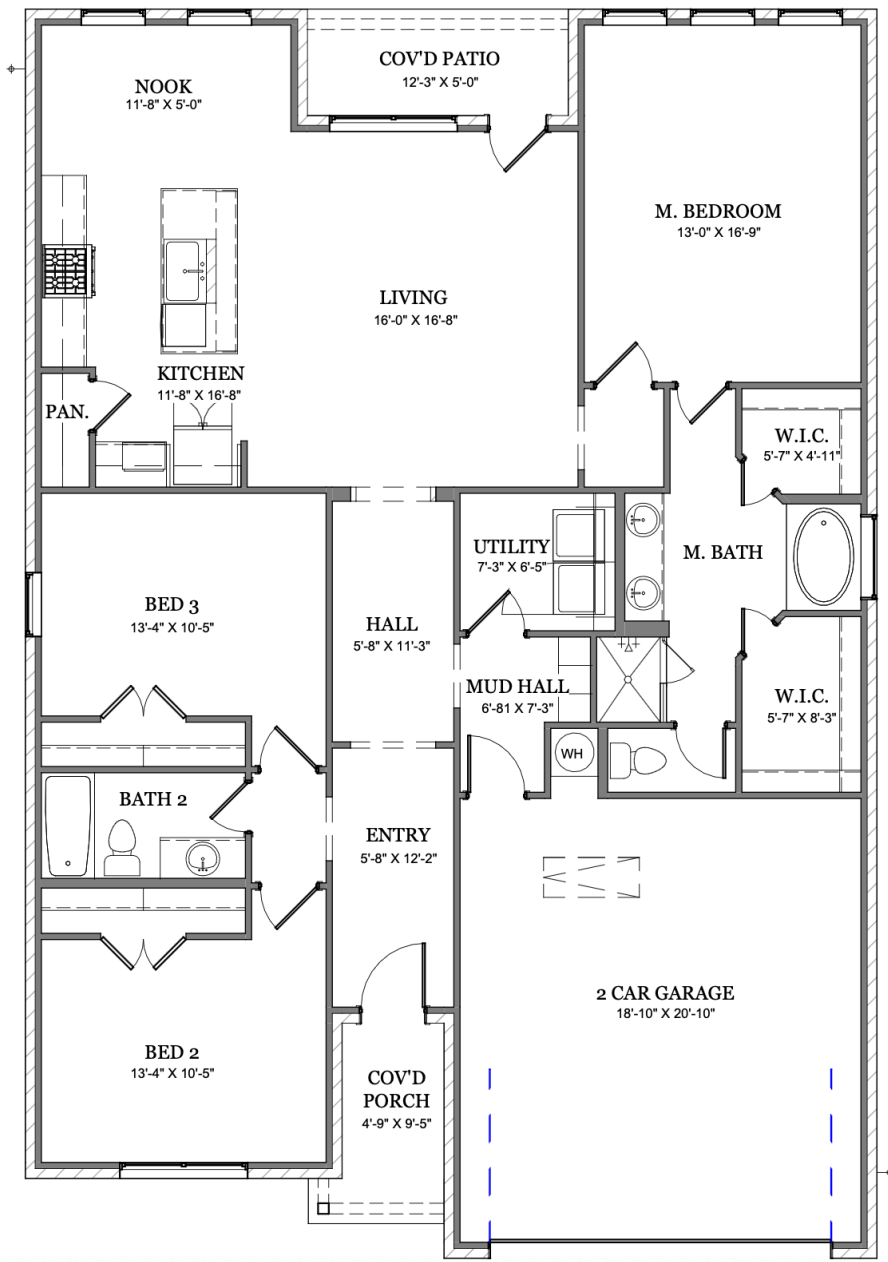 COV'D PATIO
12'-3" X 5'-0"
NOOK
11'-8" X 5'-0"
M. BEDROOM
13'-0" X 16'-9"
LIVING
16'-0" X 16'-8"
KITCHEN
11'-8" X 16'-8"
PAN.
W.I.C.
5'-7" X 4'-11"
UTILITY
7'-3" X 6'-5"
M. BATH
BED 3
13'-4" X 10'-5"
HALL
5'-8" X 11'-3"
MUD HALL
6'-81 X 7'-3"
W.I.C.
5'-7" X 8'-3"
WH
BATH 2
ENTRY
5'-8" X 12'-2"
2 CAR GARAGE
18'-10" X 20'-10"
BED 2
13'-4" X 10'-5"
COV'D
PORCH
4'-9" X 9'-5"